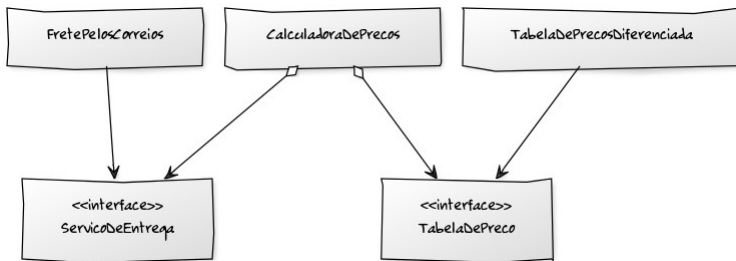 FretePelosCorreios
CalculadoraDePrecos
TabelaDePrecosDiferenciada
<<interface>>
ServicoDeEntrega
<<interface>>
TabelaDePreco